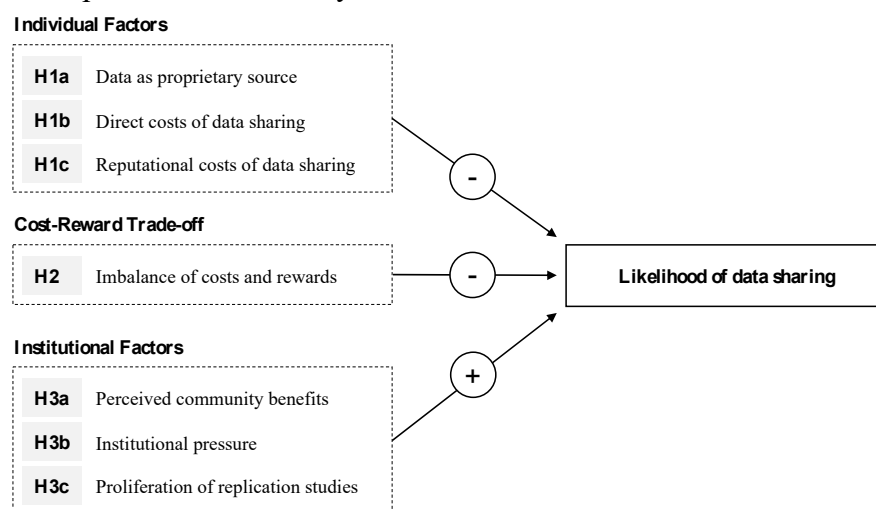 Individual Factors
H1a Data as proprietary source
H1b Direct costs of data sharing
H1c Reputational costs of data sharing
-
Cost-Reward Trade-off
H2 Imbalance of costs and rewards
-
Likelihood of data sharing
Institutional Factors
+
H3a Perceived community benefits
H3b Institutional pressure
H3c Proliferation of replication studies